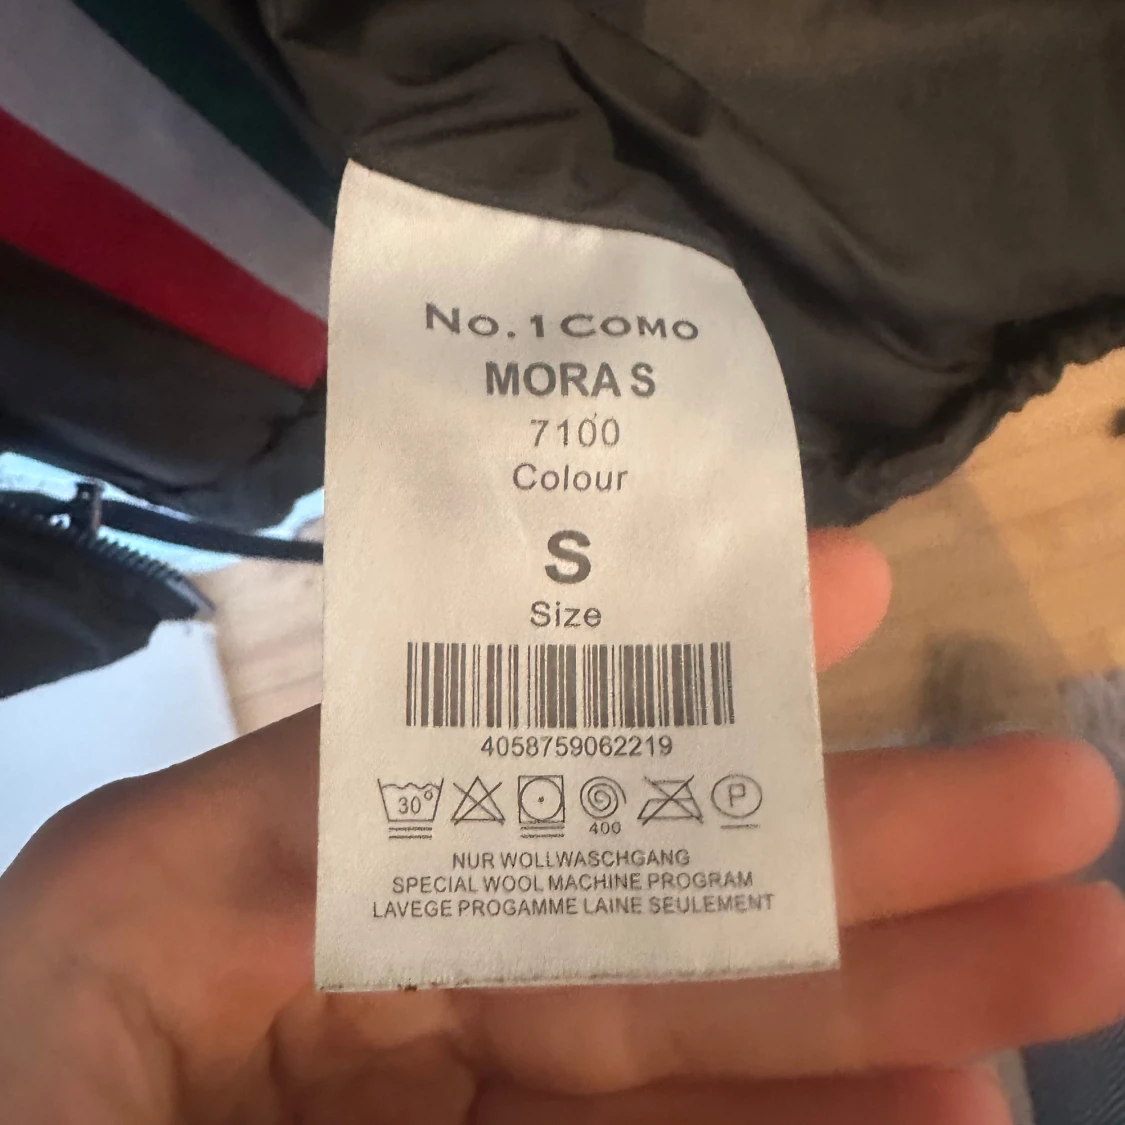 No.1 COMO
MORA S
7100
Colour
S
Size
4058759062219
30°
400
P
NUR WOLLWASCHGANG
SPECIAL WOOL MACHINE PROGRAM
LAVEGE PROGAMME LAINE SEULEMENT